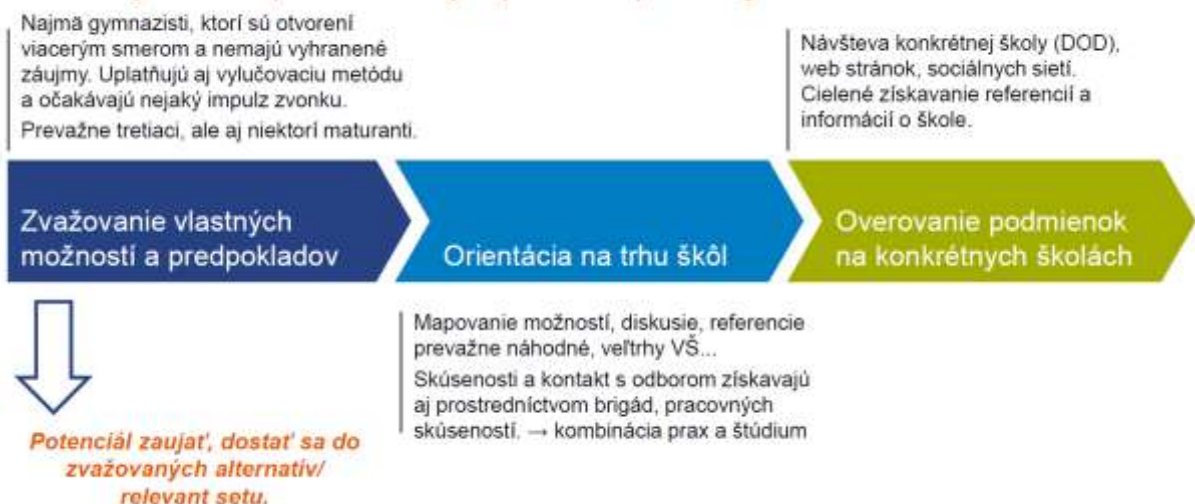 Najmä gymnazisti, ktorí sú otvorení
viacerým smerom a nemajú vyhranené
záujmy. Uplatňujú aj vylučovaciu metódu
a očakávajú nejaký impulz zvonku.
Prevažne tretiaci, ale aj niektorí maturanti.
Návšteva konkrétnej školy (DOD),
web stránok, sociálnych sietí.
Cielené získavanie referencií a
informácií o škole.
Zvažovanie vlastných
možností a predpokladov
Orientácia na trhu škôl
Overovanie podmienok
na konkrétnych školách
Mapovanie možností, diskusie, referencie
prevažne náhodné, veľtrhy VŠ...
Skúsenosti a kontakt s odborom získavajú
aj prostredníctvom brigád, pracovných
skúseností. → kombinácia prax a štúdium
Potenciál zaujať, dostať sa do
zvažovaných alternatív/
relevant setu.